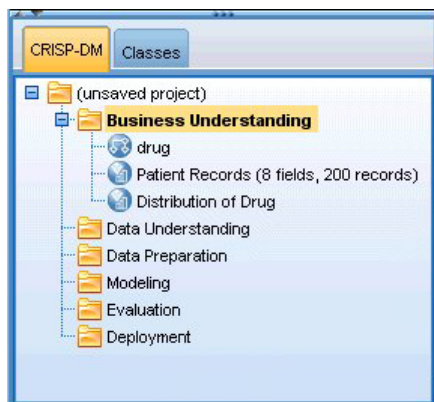 CRISP-DM Classes
(unsaved project)
Business Understanding
drug
Patient Records (8 fields, 200 records)
Distribution of Drug
Data Understanding
Data Preparation
Modeling
Evaluation
Deployment